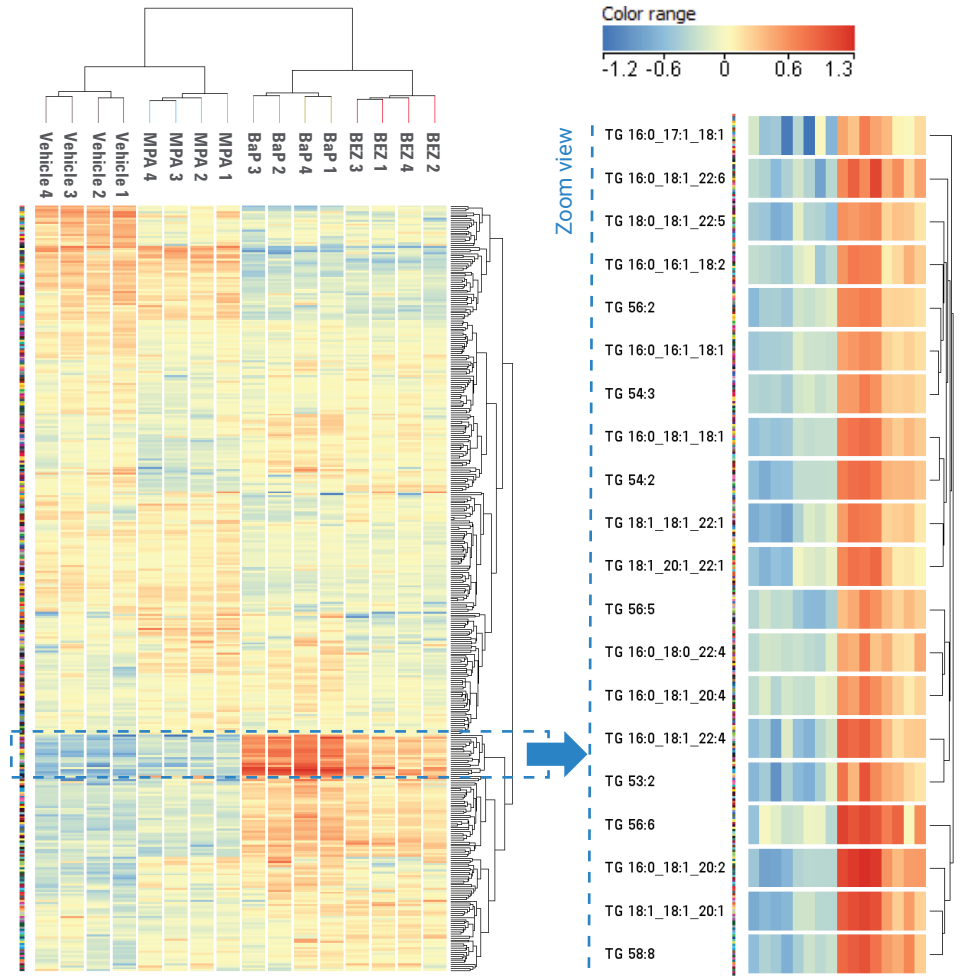 Color range
-1.2 -0.6 0 0.6 1.3
Vehicle 4
Vehicle 3
Vehicle 2
Vehicle 1
MPA 4
MPA 3
MPA 2
MPA 1
BaP 3
BaP 2
BaP 4
BaP 1
BEZ 3
BEZ 1
BEZ 4
BEZ 2
Zoom view
TG 16:0_17:1_18:1
TG 16:0_18:1_22:6
TG 18:0_18:1_22:5
TG 16:0_16:1_18:2
TG 56:2
TG 16:0_16:1_18:1
TG 54:3
TG 16:0_18:1_18:1
TG 54:2
TG 18:1_18:1_22:1
TG 18:1_20:1_22:1
TG 56:5
TG 16:0_18:0_22:4
TG 16:0_18:1_20:4
TG 16:0_18:1_22:4
TG 53:2
TG 56:6
TG 16:0_18:1_20:2
TG 18:1_18:1_20:1
TG 58:8